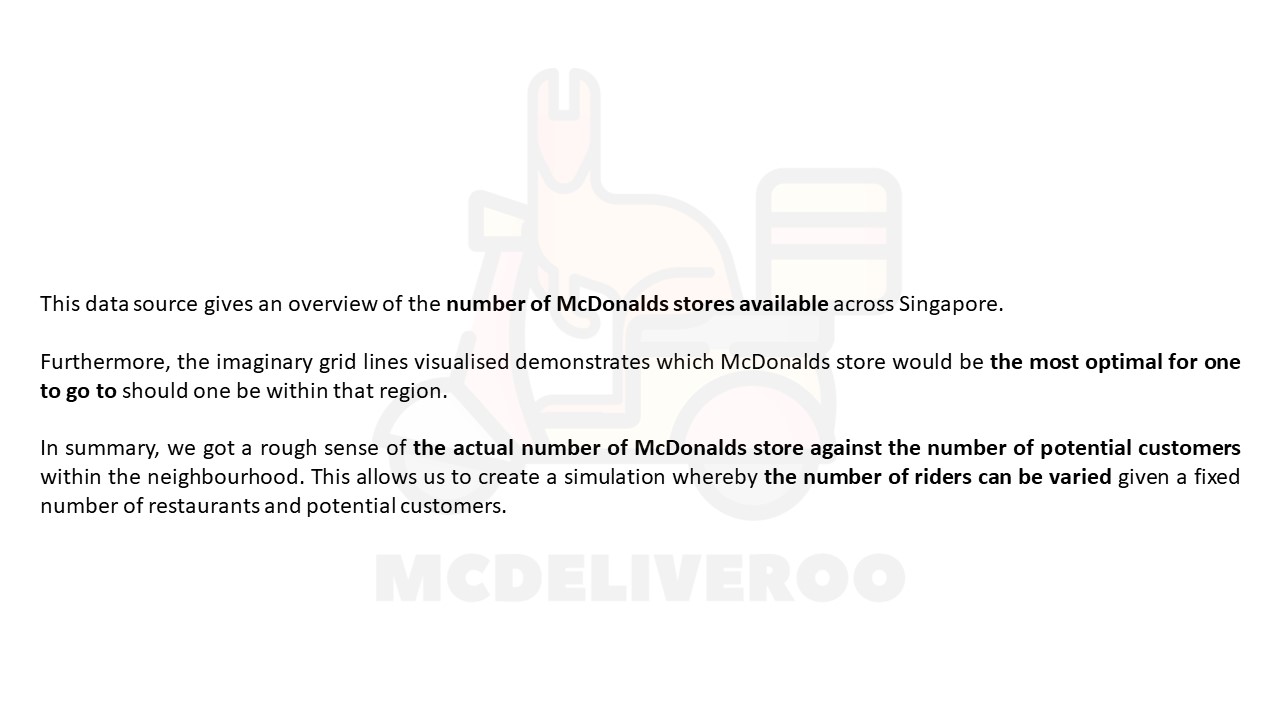 This data source gives an overview of the number of McDonalds stores available across Singapore.
Furthermore, the imaginary grid lines visualised demonstrates which McDonalds store would be the most optimal for one
to go to should one be within that region.
In summary, we got a rough sense of the actual number of McDonalds store against the number of potential customers
within the neighbourhood. This allows us to create a simulation whereby the number of riders can be varied given a fixed
number of restaurants and potential customers.
MCDELIVEROO